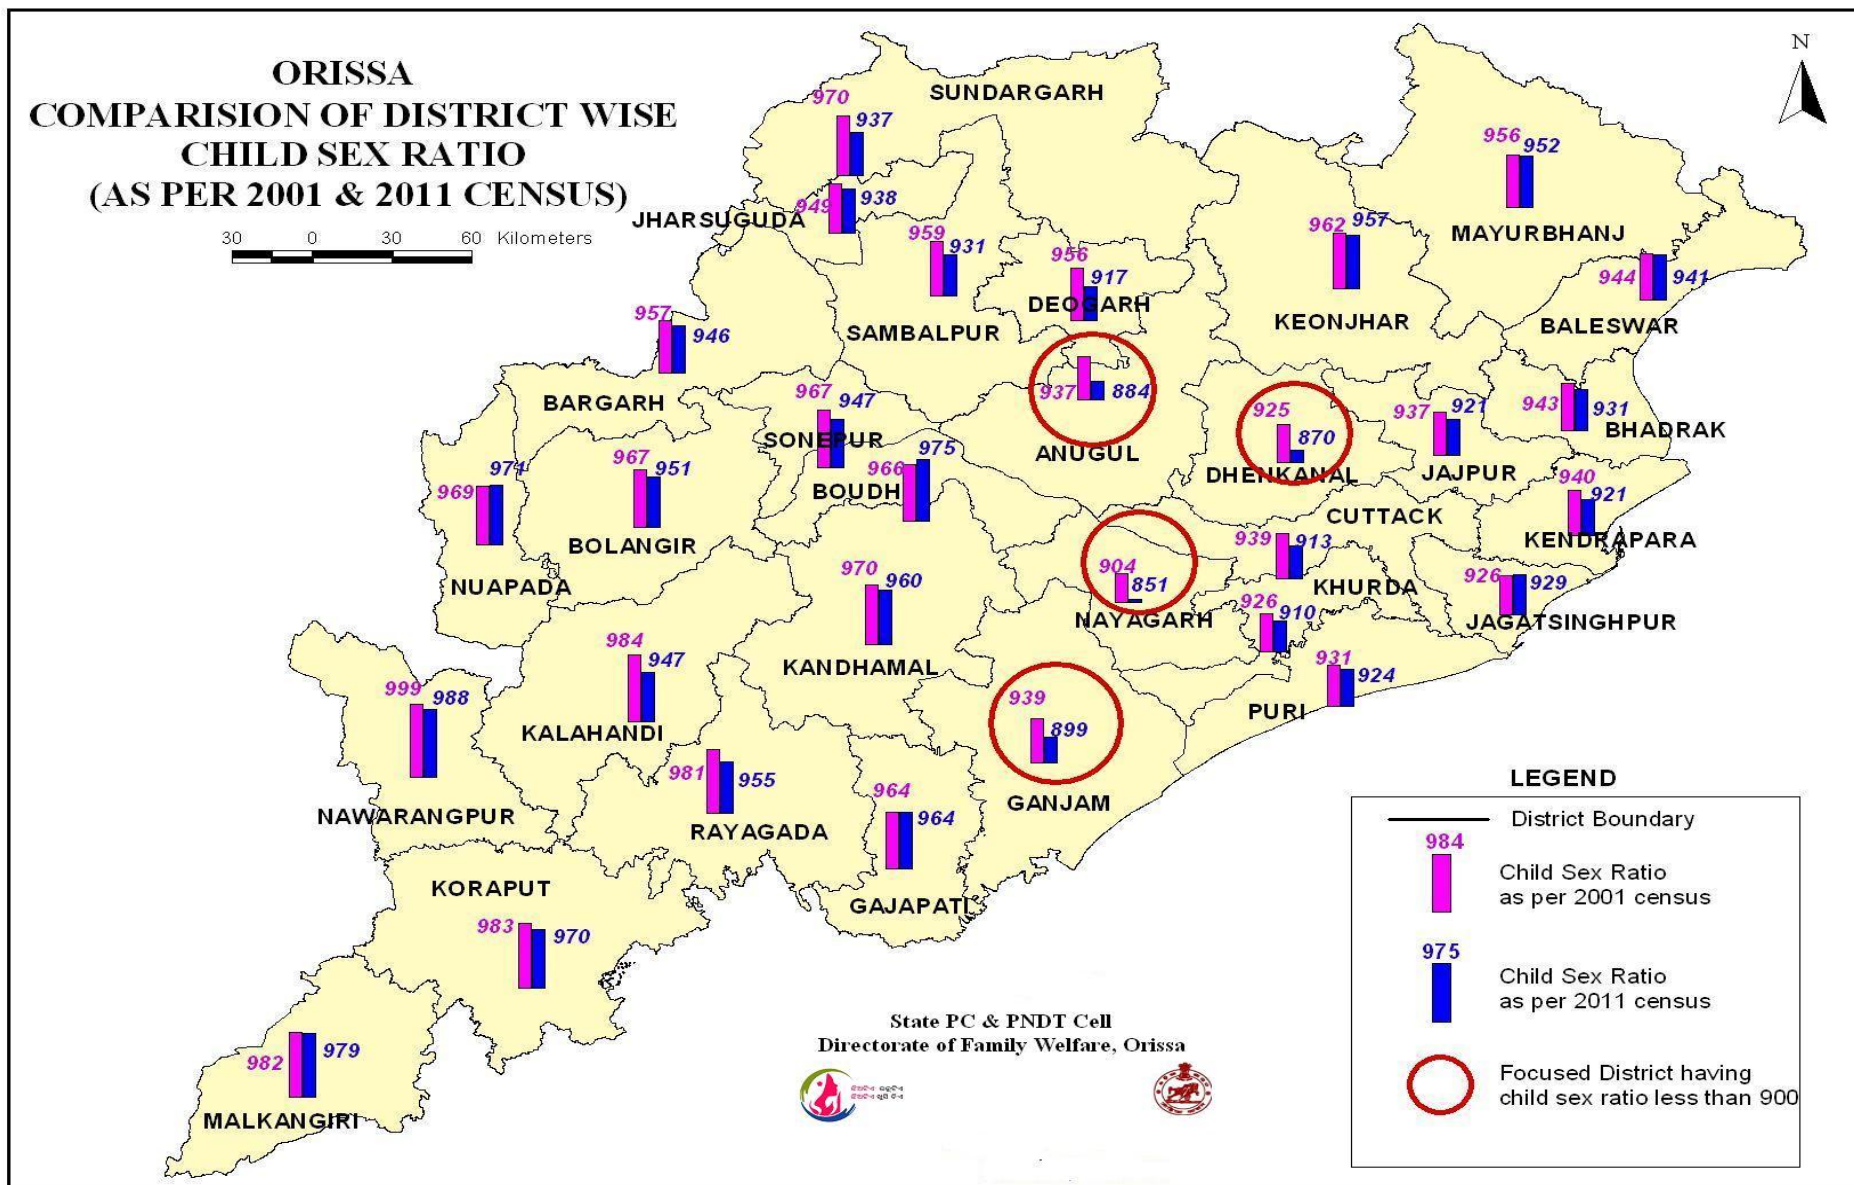 ORISSA
COMPARISION OF DISTRICT WISE
CHILD SEX RATIO
(AS PER 2001 & 2011 CENSUS)
30 0 30 60 Kilometers
N
970
937
SUNDARGARH
949
938
JHARSUGUDA
959
931
SAMBALPUR
956
917
DEOGARH
962
957
KEONJHAR
956
952
MAYURBHANJ
944
941
BALESWAR
957
946
BARGARH
967
947
SONEPUR
966
975
BOUDH
937
884
ANUGUL
925
870
DHENKANAL
937
921
JAJPUR
943
931
BHADRAK
969
971
NUAPADA
967
951
BOLANGIR
940
921
KENDRAPARA
939
913
CUTTACK
926
929
JAGATSINGHPUR
904
851
NAYAGARH
926
910
KHURDA
931
924
PURI
970
960
KANDHAMAL
984
947
KALAHANDI
999
988
NAWARANGPUR
981
955
RAYAGADA
964
964
GAJAPATI
939
899
GANJAM
983
970
KORAPUT
982
979
MALKANGIRI
State PC & PNDT Cell
Directorate of Family Welfare, Orissa
LEGEND
District Boundary
984
Child Sex Ratio
as per 2001 census
975
Child Sex Ratio
as per 2011 census
Focused District having
child sex ratio less than 900